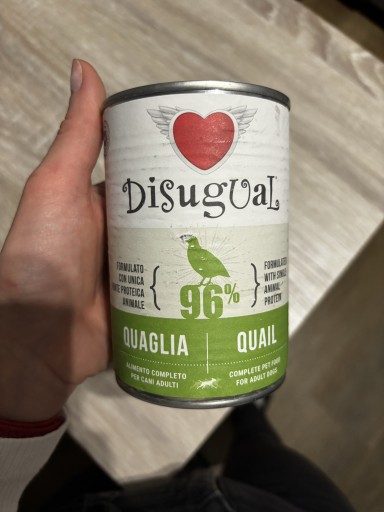 DisugUaL
FORMULATO
CON UNICA
FONTE PROTEICA
ANIMALE
96%
FORMULATED
WITH SINGLE
ANIMAL
PROTEIN
QUAGLIA
QUAIL
ALIMENTO COMPLETO
PER CANI ADULTI
COMPLETE PET FOOD
FOR ADULT DOGS